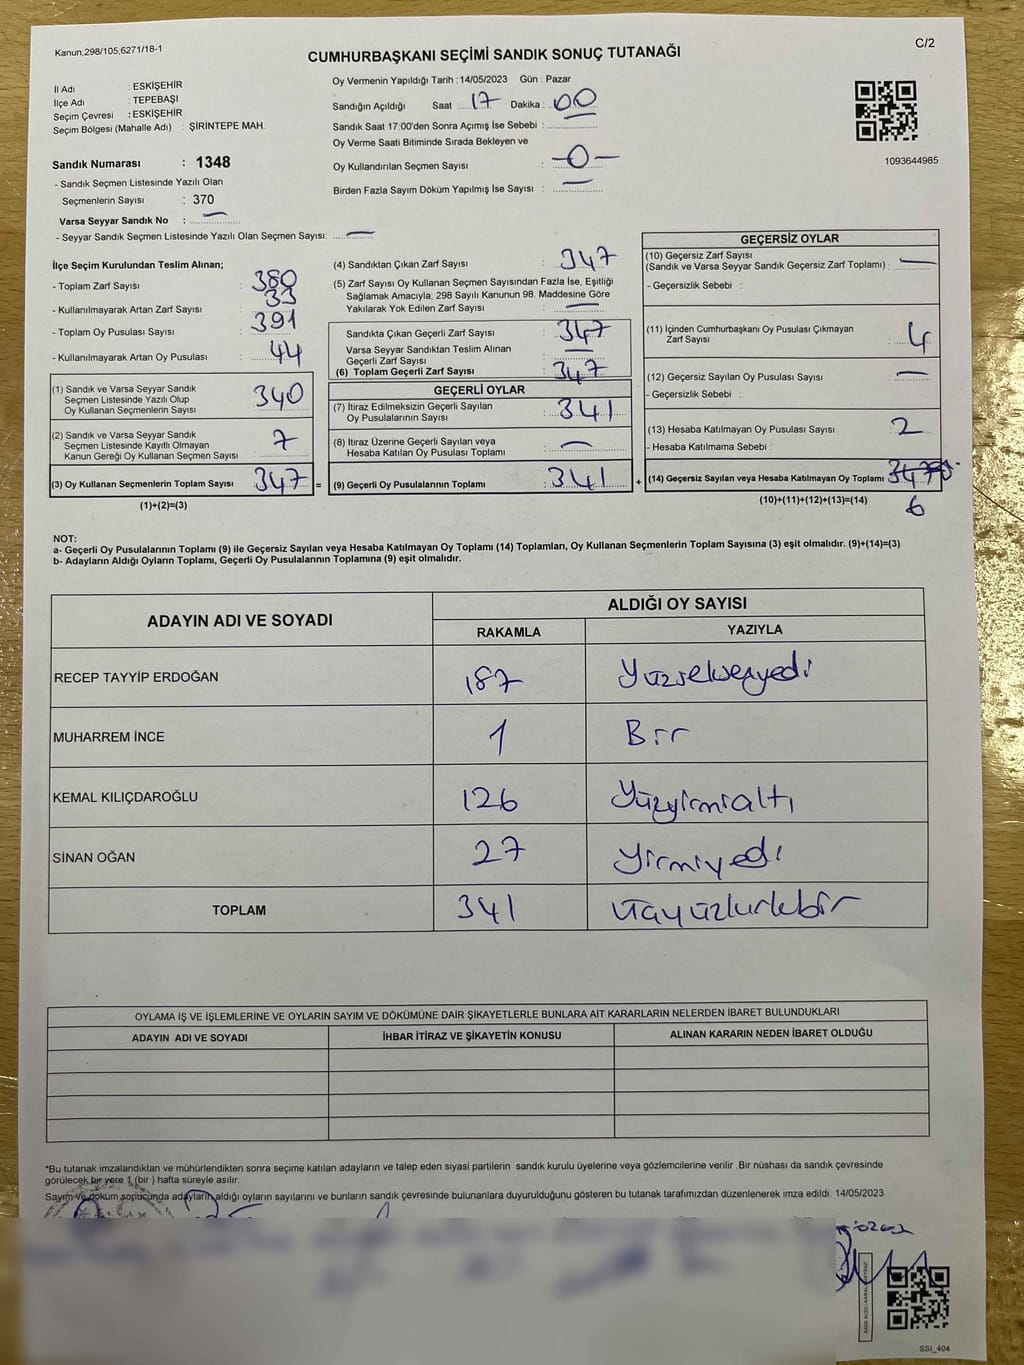 Kanun,298/105,6271/18-1
C/2
CUMHURBAŞKANI SEÇİMİ SANDIK SONUÇ TUTANAĞI
İl Adı : ESKİŞEHİR
İlçe Adı : TEPEBAŞI
Seçim Çevresi : ESKİŞEHİR
Seçim Bölgesi (Mahalle Adı) : ŞİRİNTEPE MAH.
Sandık Numarası : 1348
- Sandık Seçmen Listesinde Yazılı Olan
Seçmenlerin Sayısı : 370
Varsa Seyyar Sandık No : —
- Seyyar Sandık Seçmen Listesinde Yazılı Olan Seçmen Sayısı: —
Oy Vermenin Yapıldığı Tarih : 14/05/2023 Gün : Pazar
Sandığın Açıldığı Saat : 17 Dakika : 00
Sandık Saat 17:00'den Sonra Açımış İse Sebebi :
Oy Verme Saati Bitiminde Sırada Bekleyen ve
Oy Kullandırılan Seçmen Sayısı : —0—
Birden Fazla Sayım Döküm Yapılmış İse Sayısı : —
1093644985
İlçe Seçim Kurulundan Teslim Alınan;
- Toplam Zarf Sayısı : 380
- Kullanılmayarak Artan Zarf Sayısı : 33
- Toplam Oy Pusulası Sayısı : 391
- Kullanılmayarak Artan Oy Pusulası : 44
(1) Sandık ve Varsa Seyyar Sandık
Seçmen Listesinde Yazılı Olup
Oy Kullanan Seçmenlerin Sayısı : 340
(2) Sandık ve Varsa Seyyar Sandık
Seçmen Listesinde Kayıtlı Olmayan
Kanun Gereği Oy Kullanan Seçmen Sayısı : 7
(3) Oy Kullanan Seçmenlerin Toplam Sayısı : 347 =
(1)+(2)=(3)
(4) Sandıktan Çıkan Zarf Sayısı : 347
(5) Zarf Sayısı Oy Kullanan Seçmen Sayısından Fazla İse, Eşitliği
Sağlamak Amacıyla; 298 Sayılı Kanunun 98. Maddesine Göre
Yakılarak Yok Edilen Zarf Sayısı : —
Sandıkta Çıkan Geçerli Zarf Sayısı : 347
Varsa Seyyar Sandıktan Teslim Alınan
Geçerli Zarf Sayısı : —
(6) Toplam Geçerli Zarf Sayısı : 347
GEÇERLİ OYLAR
(7) İtiraz Edilmeksizin Geçerli Sayılan
Oy Pusulalarının Sayısı : 341
(8) İtiraz Üzerine Geçerli Sayılan veya
Hesaba Katılan Oy Pusulası Toplamı : —
(9) Geçerli Oy Pusulalarının Toplamı : 341 +
GEÇERSİZ OYLAR
(10) Geçersiz Zarf Sayısı
(Sandık ve Varsa Seyyar Sandık Geçersiz Zarf Toplamı) : —
- Geçersizlik Sebebi :
(11) İçinden Cumhurbaşkanı Oy Pusulası Çıkmayan
Zarf Sayısı : 4
(12) Geçersiz Sayılan Oy Pusulası Sayısı : —
- Geçersizlik Sebebi :
(13) Hesaba Katılmayan Oy Pusulası Sayısı : 2
- Hesaba Katılmama Sebebi :
(14) Geçersiz Sayılan veya Hesaba Katılmayan Oy Toplamı
(10)+(11)+(12)+(13)=(14) 6
NOT:
a- Geçerli Oy Pusulalarının Toplamı (9) ile Geçersiz Sayılan veya Hesaba Katılmayan Oy Toplamı (14) Toplamları, Oy Kullanan Seçmenlerin Toplam Sayısına (3) eşit olmalıdır. (9)+(14)=(3)
b- Adayların Aldığı Oyların Toplamı, Geçerli Oy Pusulalarının Toplamına (9) eşit olmalıdır.
ADAYIN ADI VE SOYADI ALDIĞI OY SAYISI
RAKAMLA YAZIYLA
RECEP TAYYİP ERDOĞAN 187 Yüzseksenyedi
MUHARREM İNCE 1 Bir
KEMAL KILIÇDAROĞLU 126 Yüzyirmialtı
SİNAN OĞAN 27 Yirmiyedi
TOPLAM 341 Üçyüzkırkbir
OYLAMA İŞ VE İŞLEMLERİNE VE OYLARIN SAYIM VE DÖKÜMÜNE DAİR ŞİKAYETLERLE BUNLARA AİT KARARLARIN NELERDEN İBARET BULUNDUKLARI
ADAYIN ADI VE SOYADI İHBAR İTİRAZ VE ŞİKAYETİN KONUSU ALINAN KARARIN NEDEN İBARET OLDUĞU
*Bu tutanak imzalandıktan ve mühürlendikten sonra seçime katılan adayların ve talep eden siyasi partilerin sandık kurulu üyelerine veya gözlemcilerine verilir .Bir nüshası da sandık çevresinde
görülecek bir yere 1 (bir ) hafta süreyle asılır.
Sayım ve döküm sonucunda adayların aldığı oyların sayılarını ve bunların sandık çevresinde bulunanlara duyurulduğunu gösteren bu tutanak tarafımızdan düzenlenerek imza edildi. 14/05/2023
SSI_404